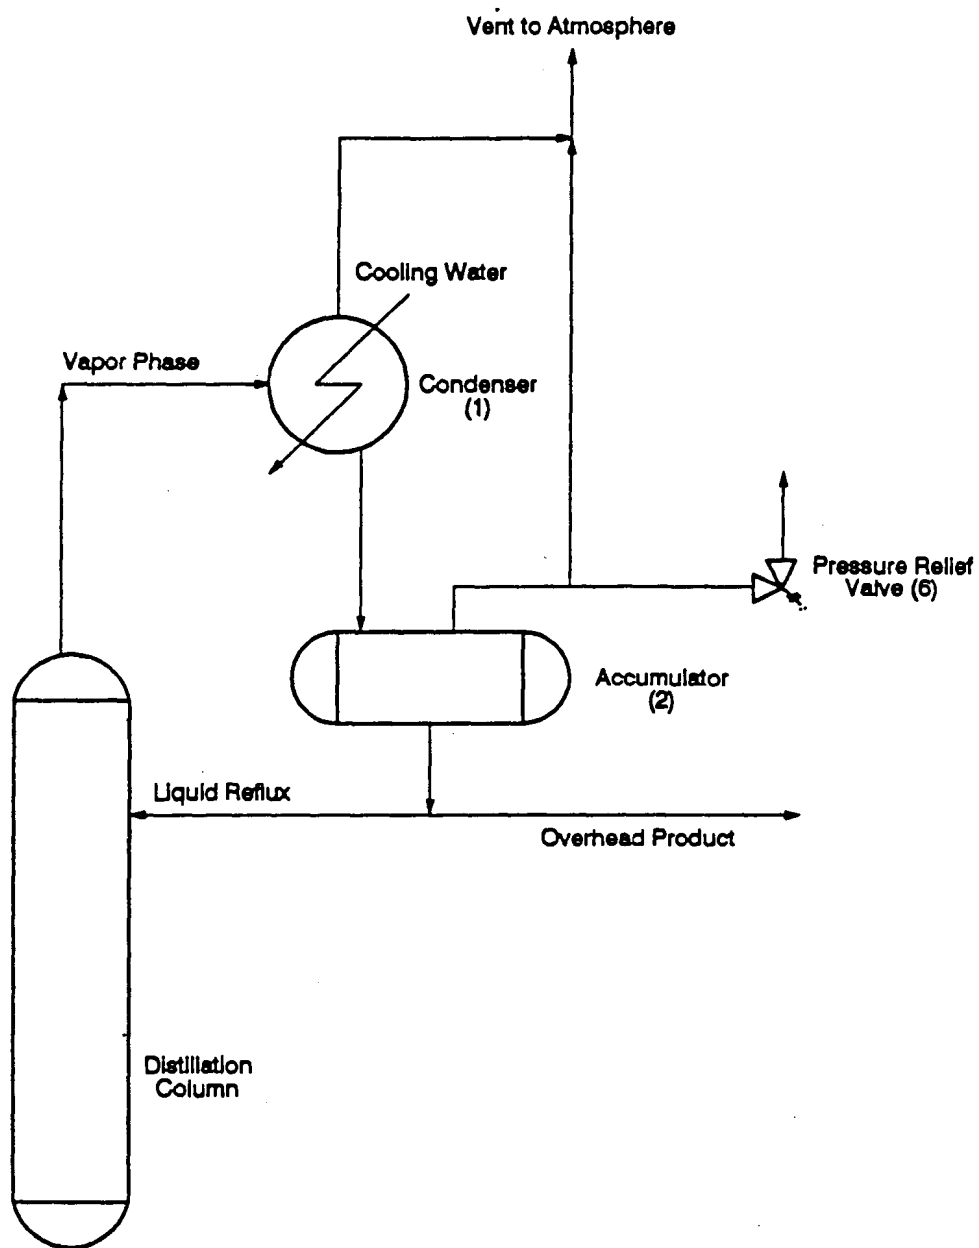 Vent to Atmosphere
Cooling Water
Vapor Phase
Condenser
(1)
Pressure Relief
Valve (6)
Accumulator
(2)
Liquid Reflux
Overhead Product
Distillation
Column